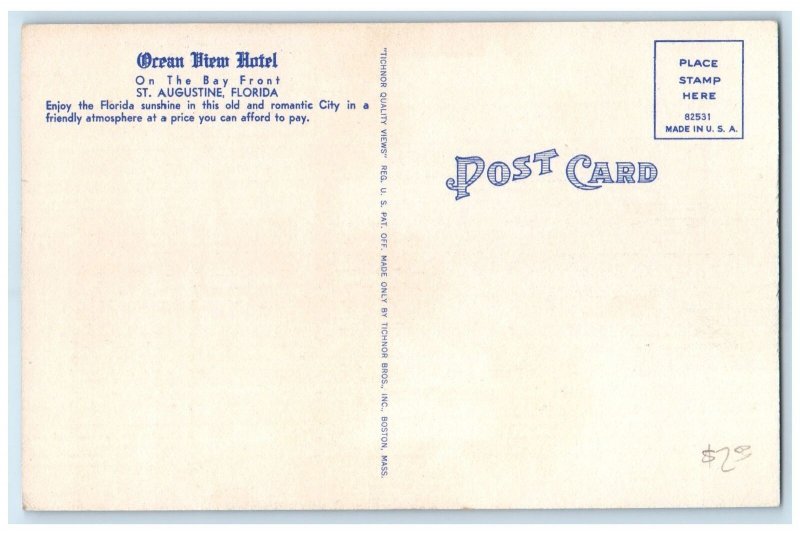 Ocean View Hotel
On The Bay Front
ST. AUGUSTINE, FLORIDA
Enjoy the Florida sunshine in this old and romantic City in a
friendly atmosphere at a price you can afford to pay.
"TICHNOR QUALITY VIEWS" REG. U. S. PAT. OFF. MADE ONLY BY TICHNOR BROS., INC., BOSTON, MASS.
POST CARD
PLACE
STAMP
HERE
82531
MADE IN U. S. A.
$2.00